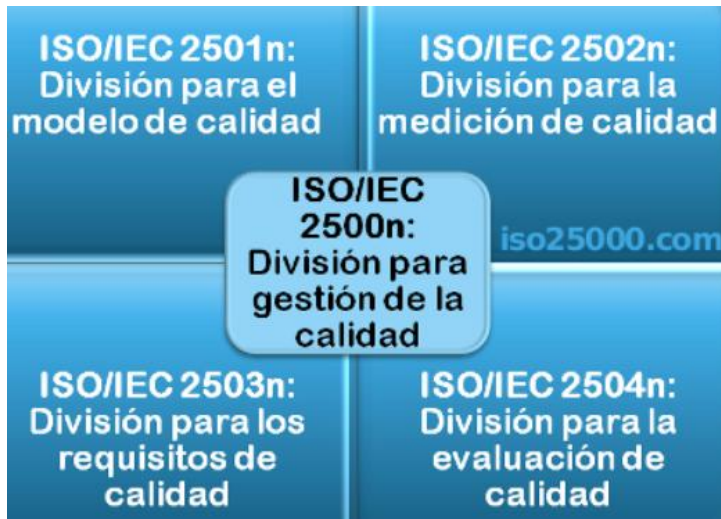 ISO/IEC 2501n:
División para el
modelo de calidad
ISO/IEC 2502n:
División para la
medición de calidad
ISO/IEC
2500n:
División para
gestión de la
calidad
iso25000.com
ISO/IEC 2503n:
División para los
requisitos de
calidad
ISO/IEC 2504n:
División para la
evaluación de
calidad